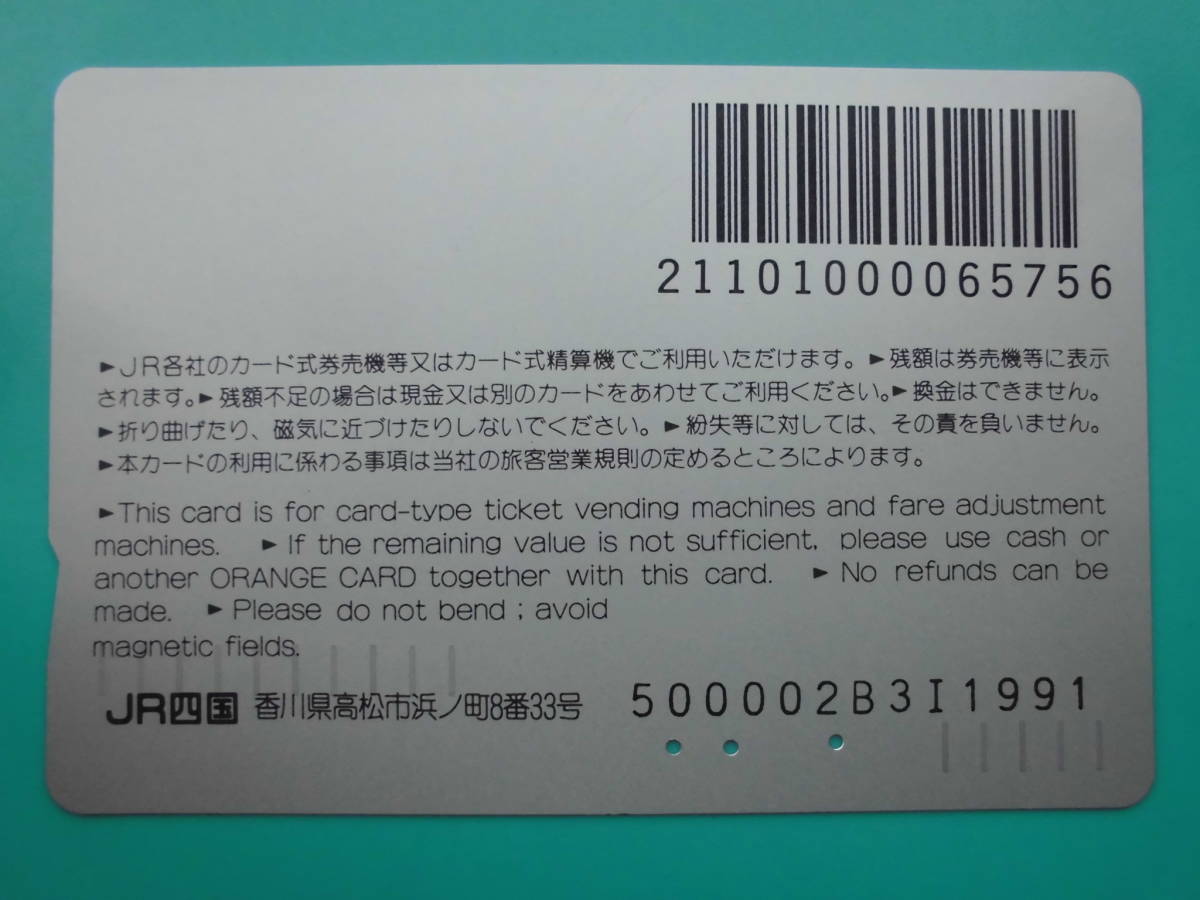 21101000065756
►JR各社のカード式券売機等又はカード式精算機でご利用いただけます。►残額は券売機等に表示
されます。►残額不足の場合は現金又は別のカードをあわせてご利用ください。►換金はできません。
►折り曲げたり、磁気に近づけたりしないでください。►紛失等に対しては、その責を負いません。
►本カードの利用に係わる事項は当社の旅客営業規則の定めるところによります。
►This card is for card-type ticket vending machines and fare adjustment
machines. ►If the remaining value is not sufficient, please use cash or
another ORANGE CARD together with this card. ►No refunds can be
made. ►Please do not bend ; avoid
magnetic fields.
JR四国 香川県高松市浜ノ町8番33号 500002B3I1991